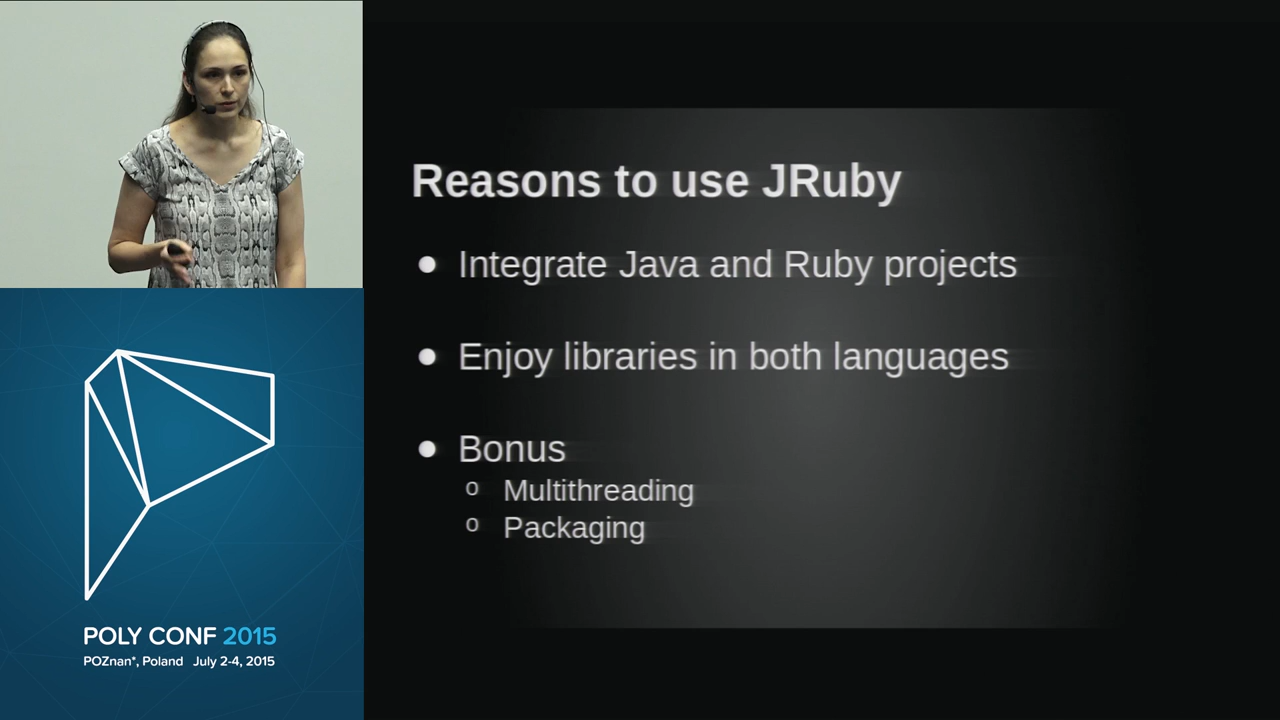 Reasons to use JRuby
Integrate Java and Ruby projects
Enjoy libraries in both languages
Bonus
Multithreading
Packaging
POLY CONF 2015
POZnan*, Poland July 2-4, 2015